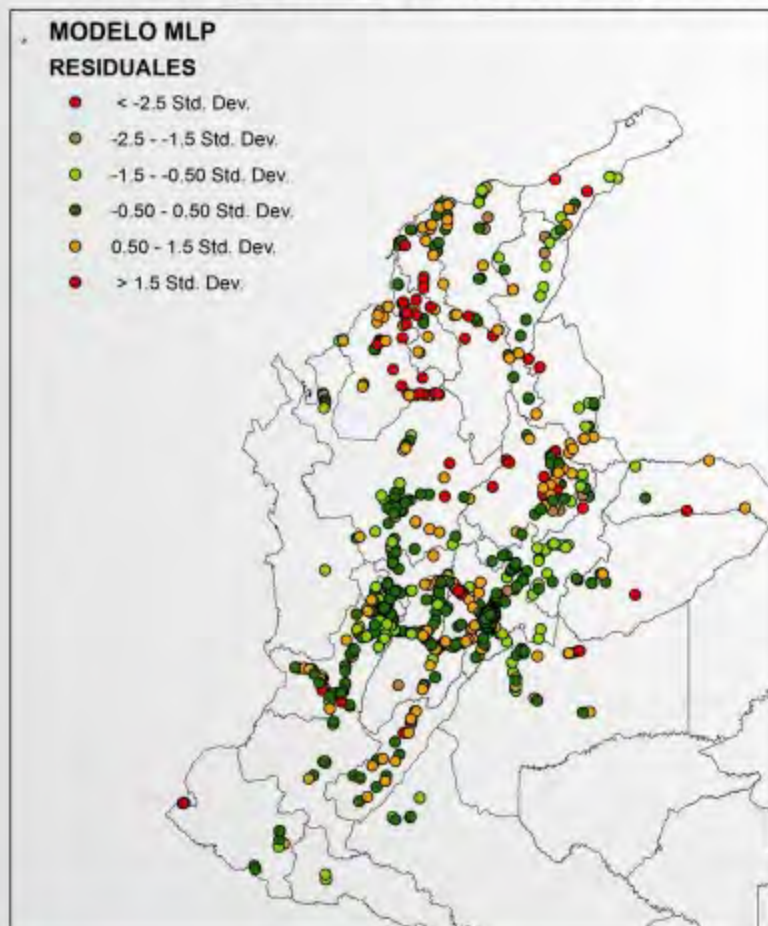 MODELO MLP
RESIDUALES
< -2.5 Std. Dev.
-2.5 - -1.5 Std. Dev.
-1.5 - -0.50 Std. Dev.
-0.50 - 0.50 Std. Dev.
0.50 - 1.5 Std. Dev.
> 1.5 Std. Dev.